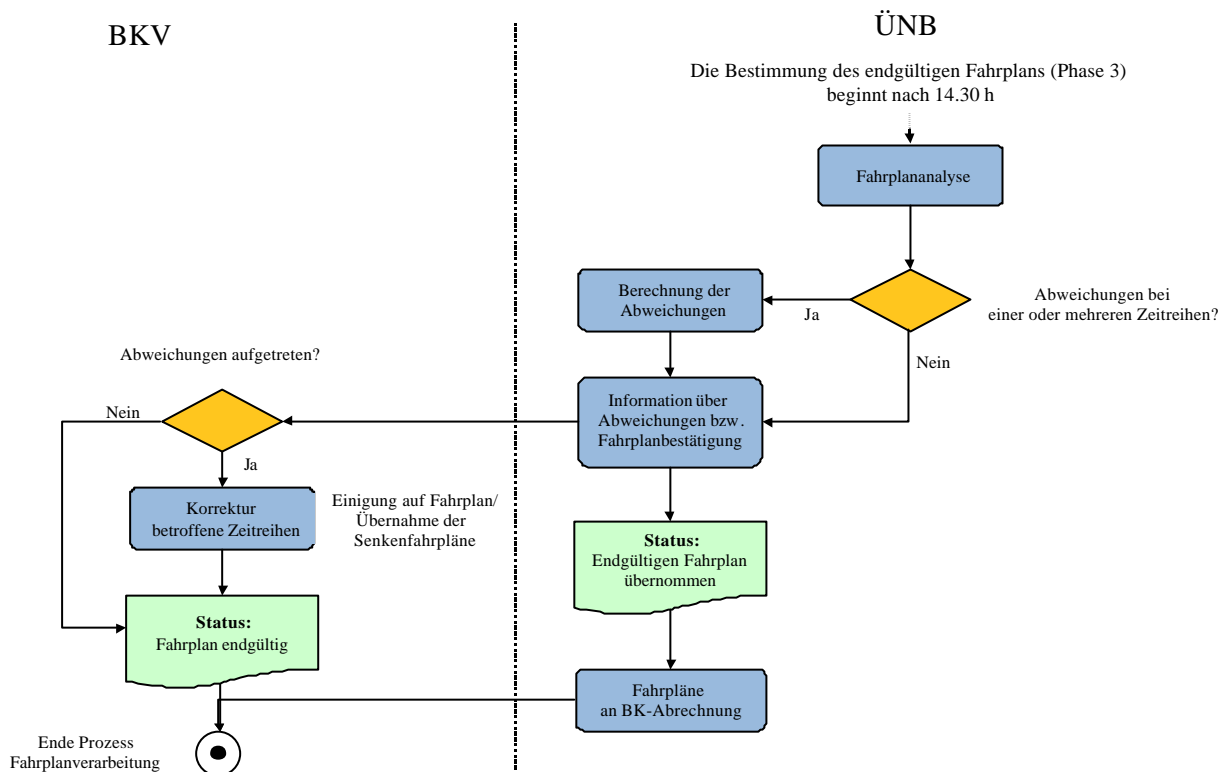 BKV
ÜNB
Die Bestimmung des endgültigen Fahrplans (Phase 3)
beginnt nach 14.30 h
Fahrplananalyse
Berechnung der
Abweichungen
Ja
Abweichungen bei
einer oder mehreren Zeitreihen?
Nein
Abweichungen aufgetreten?
Nein
Information über
Abweichungen bzw.
Fahrplanbestätigung
Ja
Korrektur
betroffene Zeitreihen
Einigung auf Fahrplan/
Übernahme der
Senkenfahrpläne
Status:
Endgültigen Fahrplan
übernommen
Status:
Fahrplan endgültig
Fahrpläne
an BK-Abrechnung
Ende Prozess
Fahrplanverarbeitung